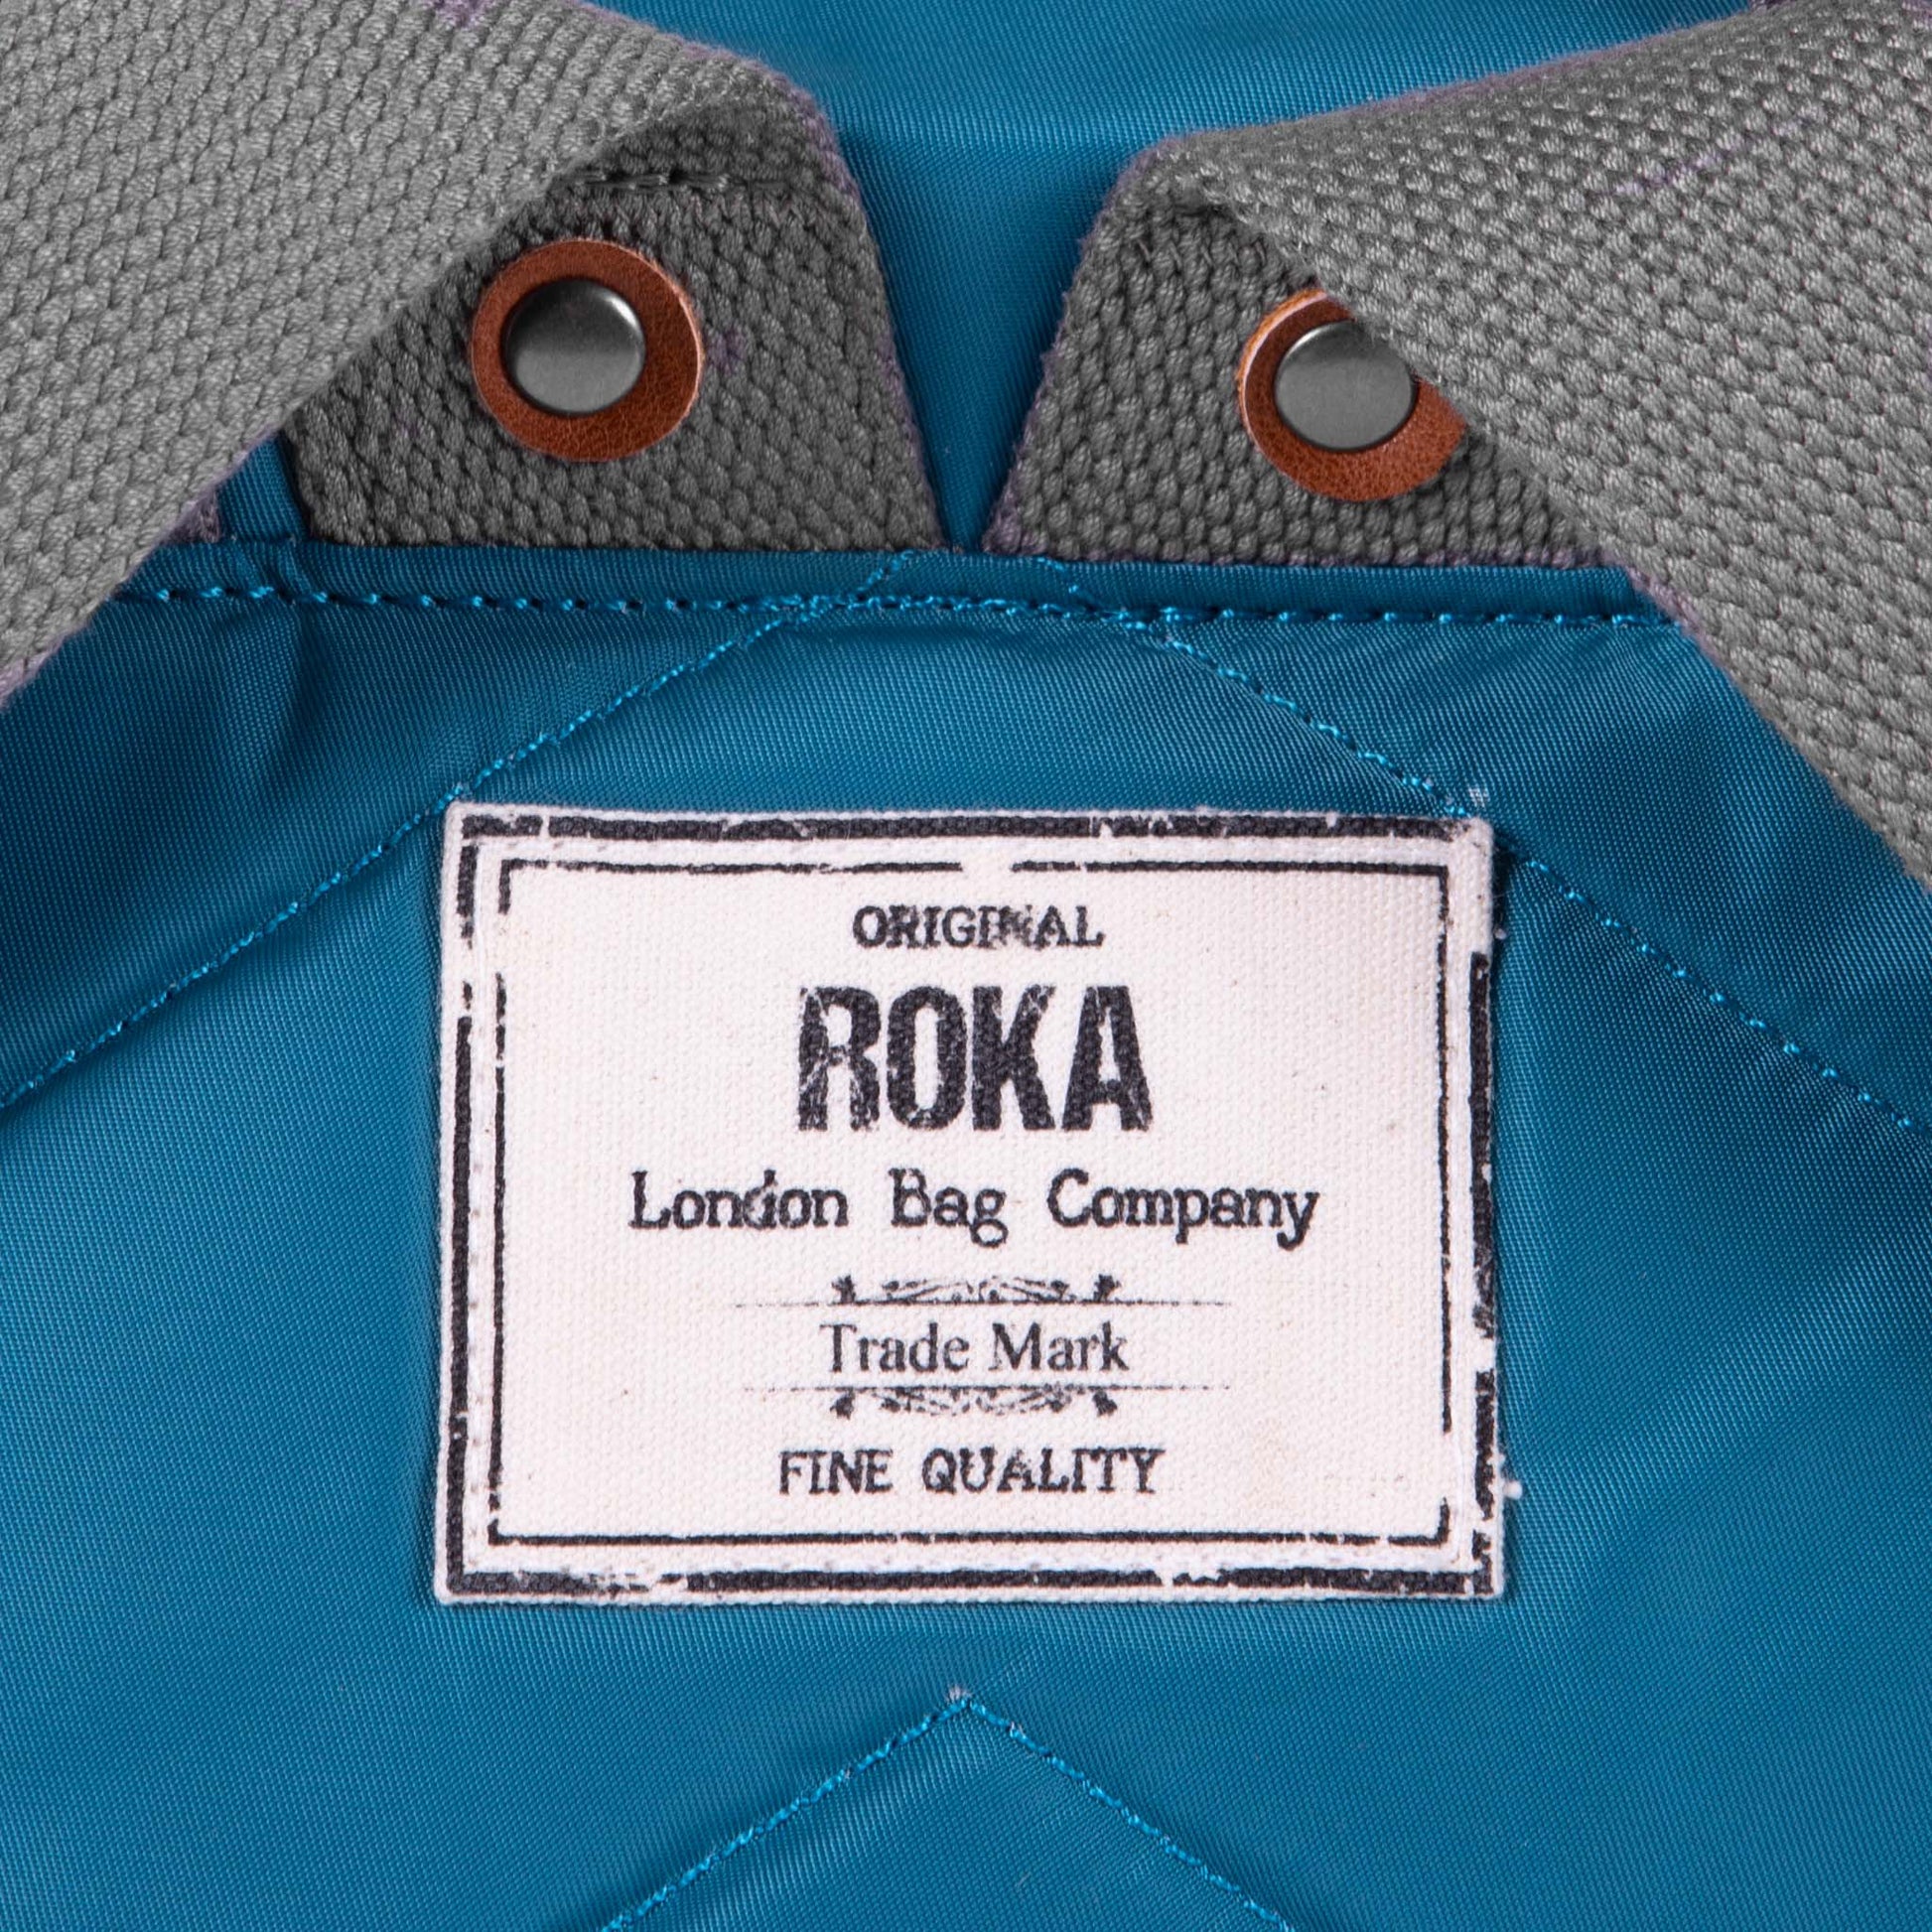 ORIGINAL
ROKA
London Bag Company
Trade Mark
FINE QUALITY